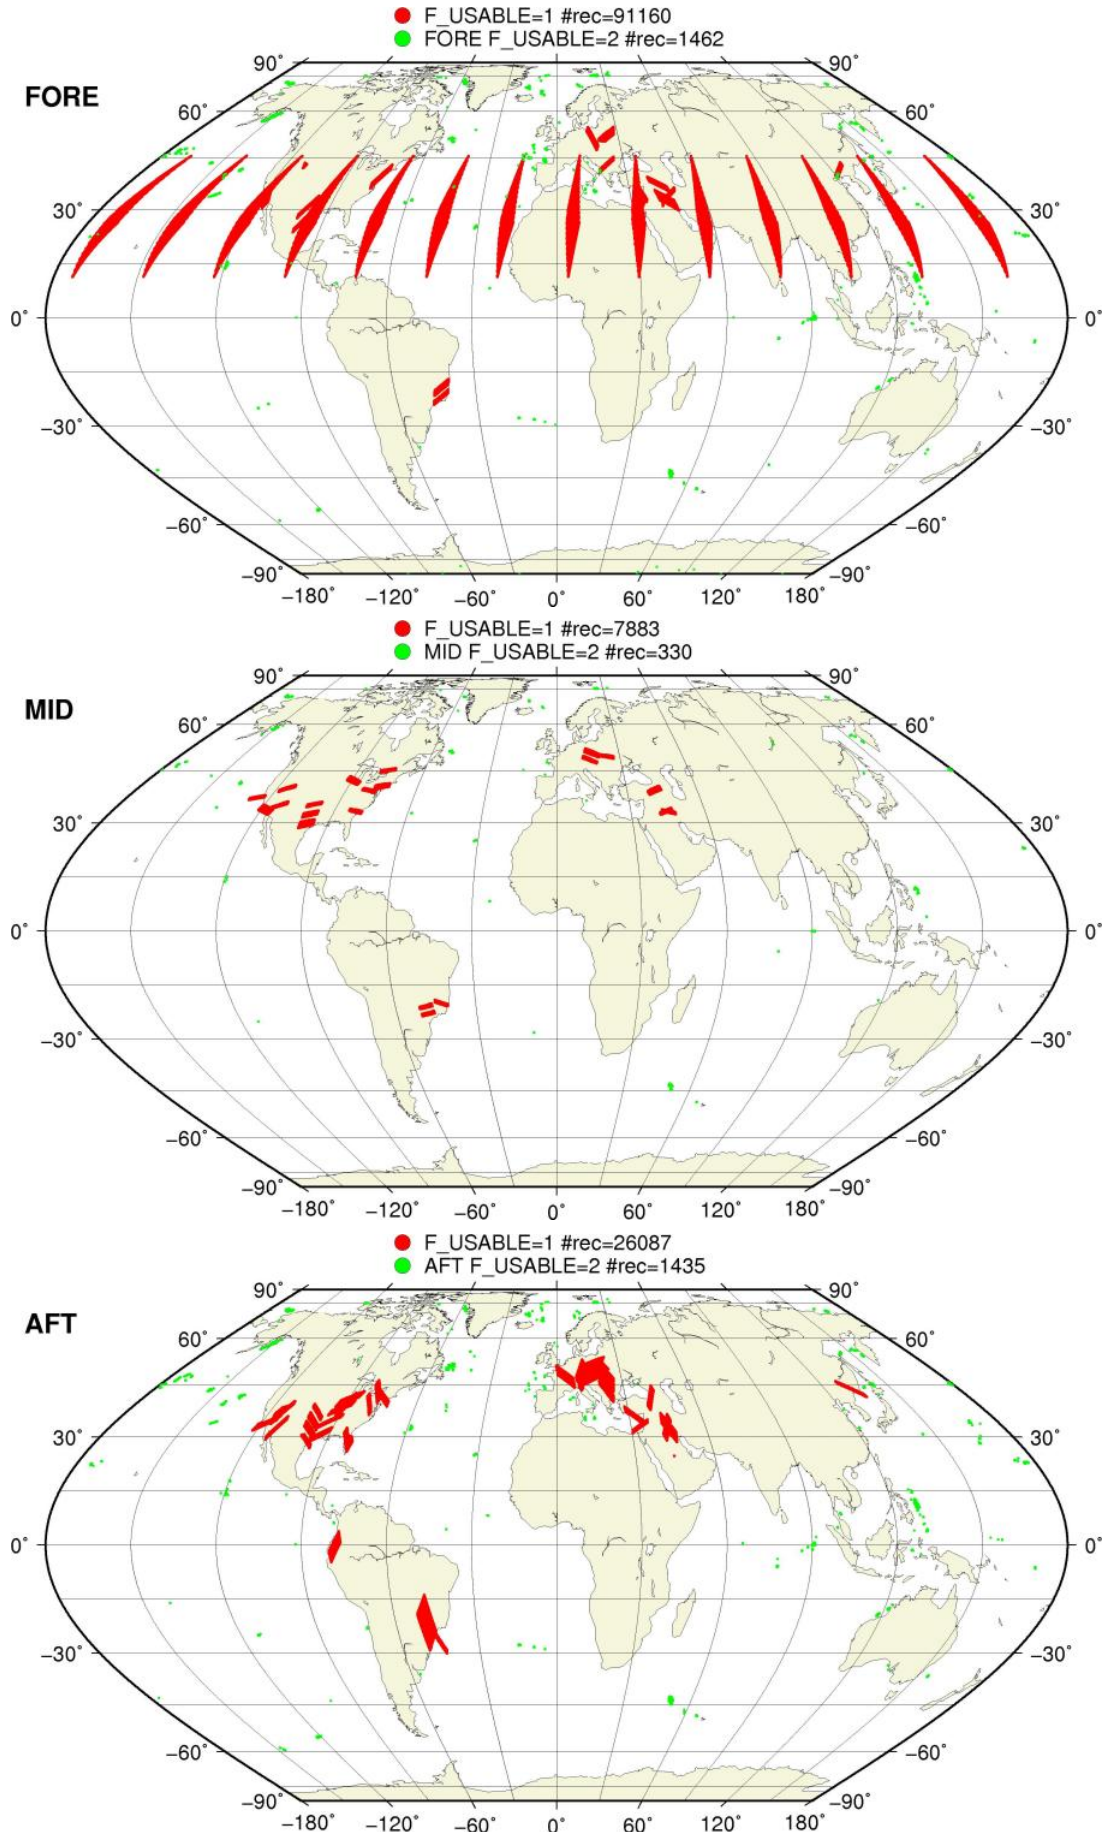 F_USABLE=1 #rec=91160
FORE F_USABLE=2 #rec=1462
FORE
90° 90°
60° 60°
30° 30°
0° 0°
−30° −30°
−60° −60°
−90° −90°
−180° −120° −60° 0° 60° 120° 180°
F_USABLE=1 #rec=7883
MID F_USABLE=2 #rec=330
MID
90° 90°
60° 60°
30° 30°
0° 0°
−30° −30°
−60° −60°
−90° −90°
−180° −120° −60° 0° 60° 120° 180°
F_USABLE=1 #rec=26087
AFT F_USABLE=2 #rec=1435
AFT
90° 90°
60° 60°
30° 30°
0° 0°
−30° −30°
−60° −60°
−90° −90°
−180° −120° −60° 0° 60° 120° 180°